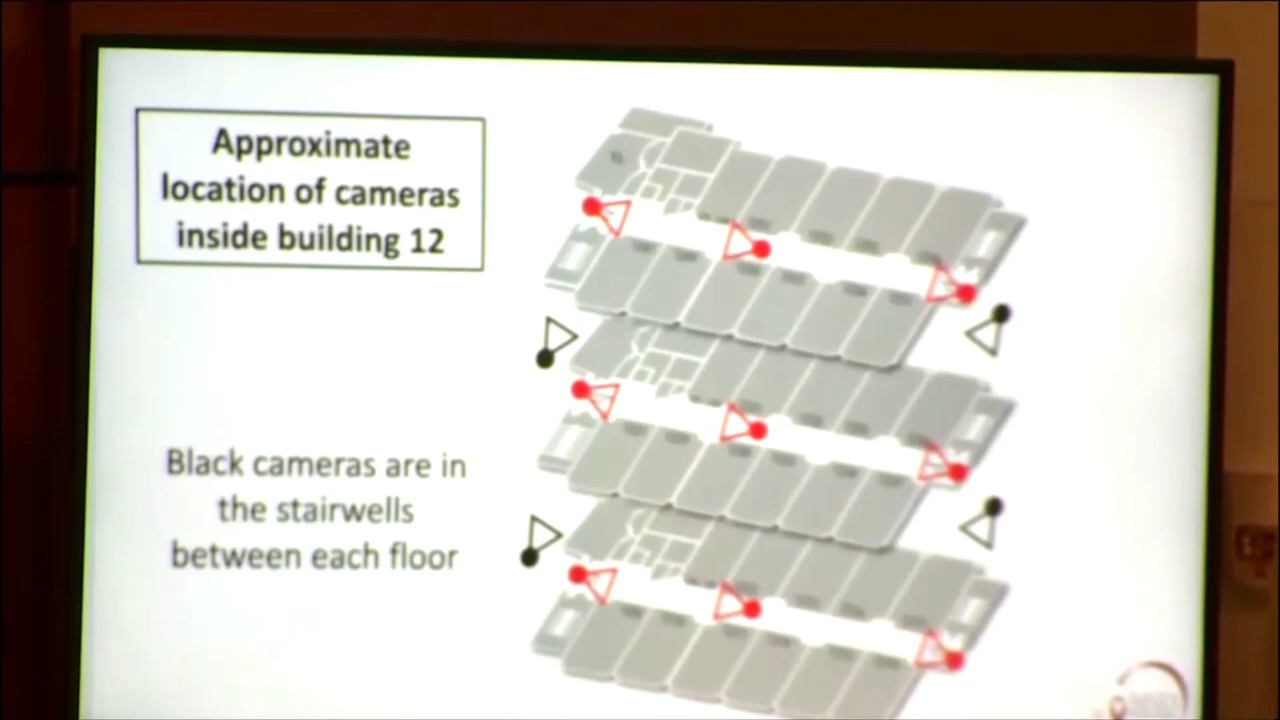 Approximate
location of cameras
inside building 12
Black cameras are in
the stairwells
between each floor